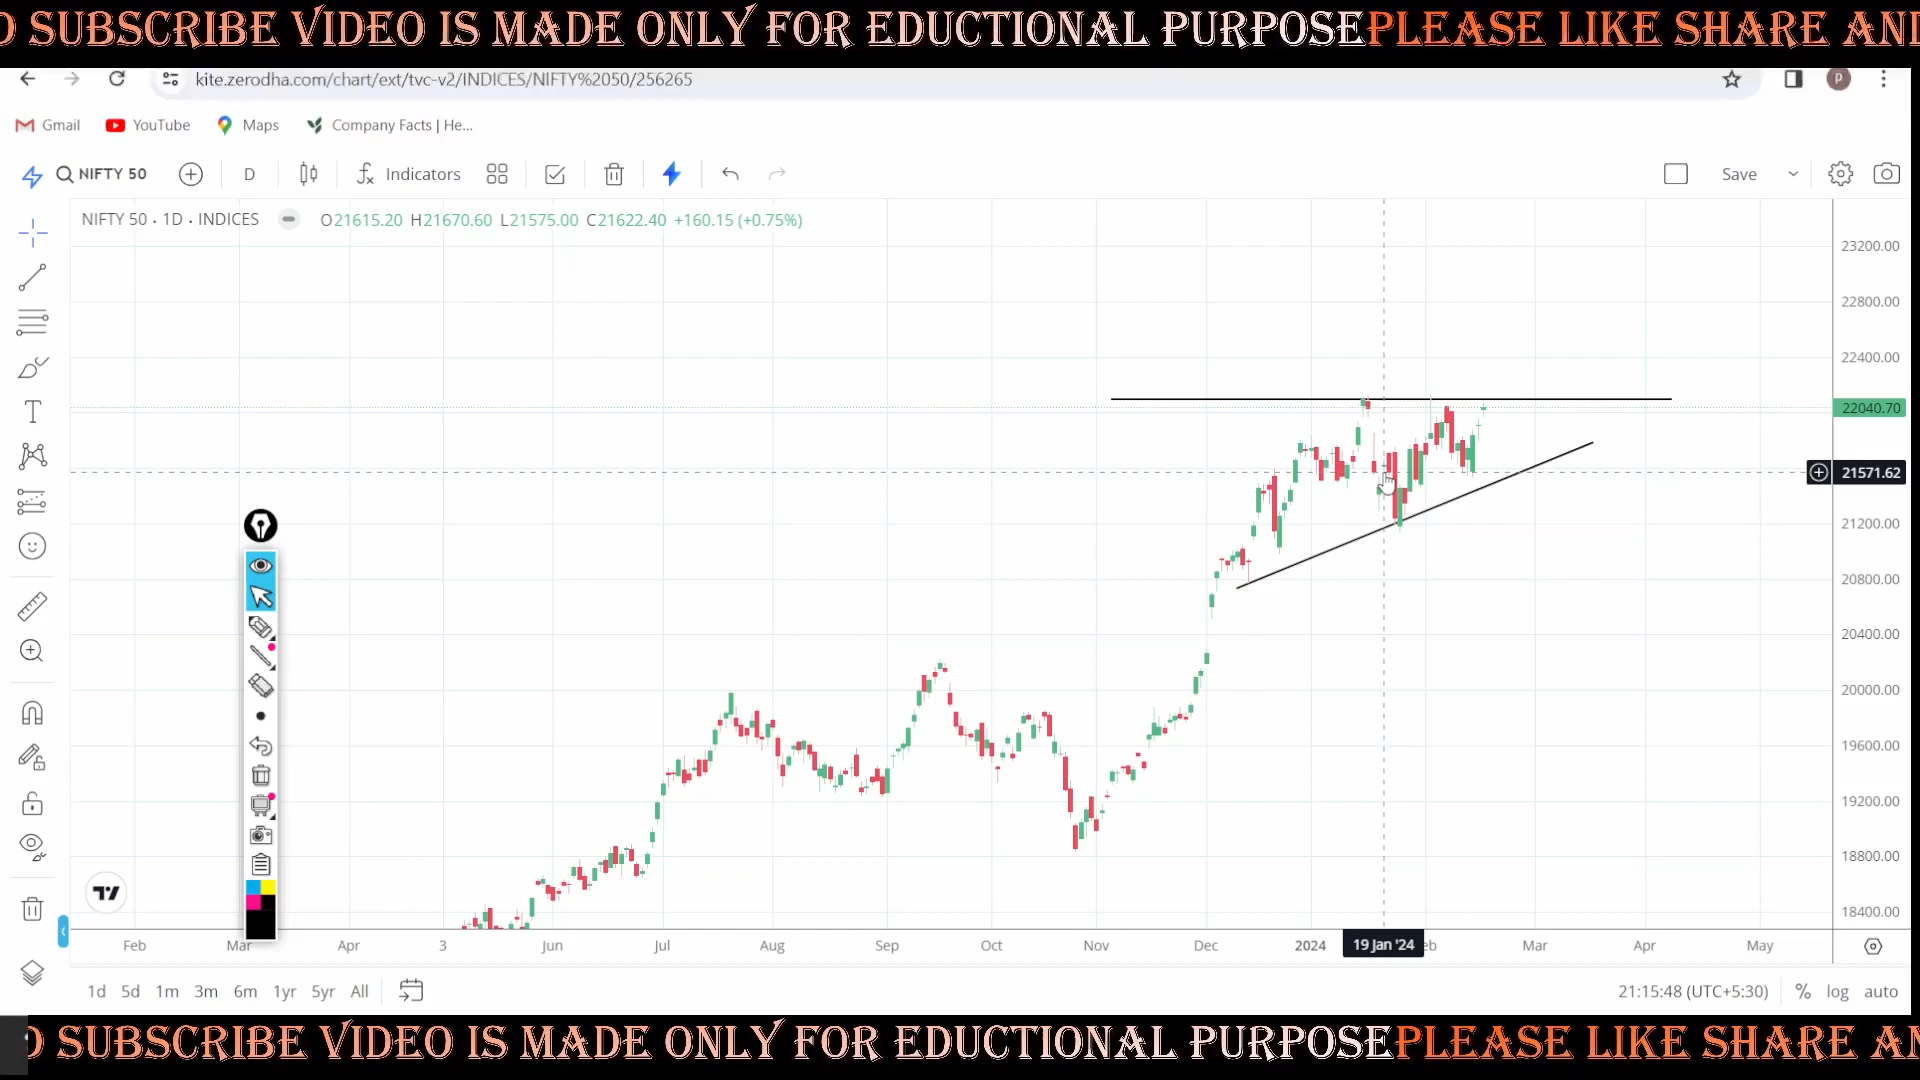 O SUBSCRIBE VIDEO IS MADE ONLY FOR EDUCTIONAL PURPOSEPLEASE LIKE SHARE AND
kite.zerodha.com/chart/ext/tvc-v2/INDICES/NIFTY%2050/256265
P
Gmail YouTube Maps Company Facts | He...
NIFTY 50 D Indicators Save
NIFTY 50 · 1D · INDICES O21615.20 H21670.60 L21575.00 C21622.40 +160.15 (+0.75%)
23200.00
22800.00
22400.00
22040.70
21571.62
21200.00
20800.00
20400.00
20000.00
19600.00
19200.00
18800.00
18400.00
Feb Mar Apr 3 Jun Jul Aug Sep Oct Nov Dec 2024 19 Jan '24 eb Mar Apr May
1d 5d 1m 3m 6m 1yr 5yr All 21:15:48 (UTC+5:30) % log auto
O SUBSCRIBE VIDEO IS MADE ONLY FOR EDUCTIONAL PURPOSEPLEASE LIKE SHARE AN